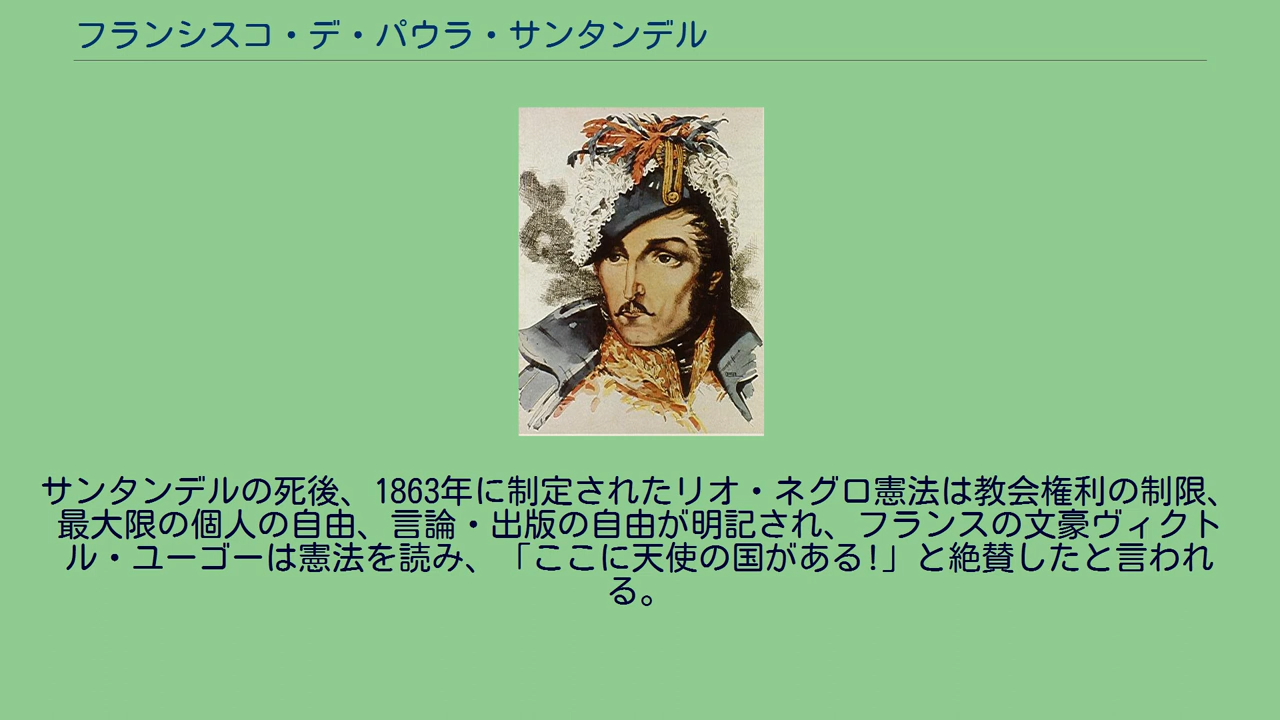 フランシスコ・デ・パウラ・サンタンデル
サンタンデルの死後、1863年に制定されたリオ・ネグロ憲法は教会権利の制限、
最大限の個人の自由、言論・出版の自由が明記され、フランスの文豪ヴィクト
ル・ユーゴーは憲法を読み、「ここに天使の国がある!」と絶賛したと言われ
る。